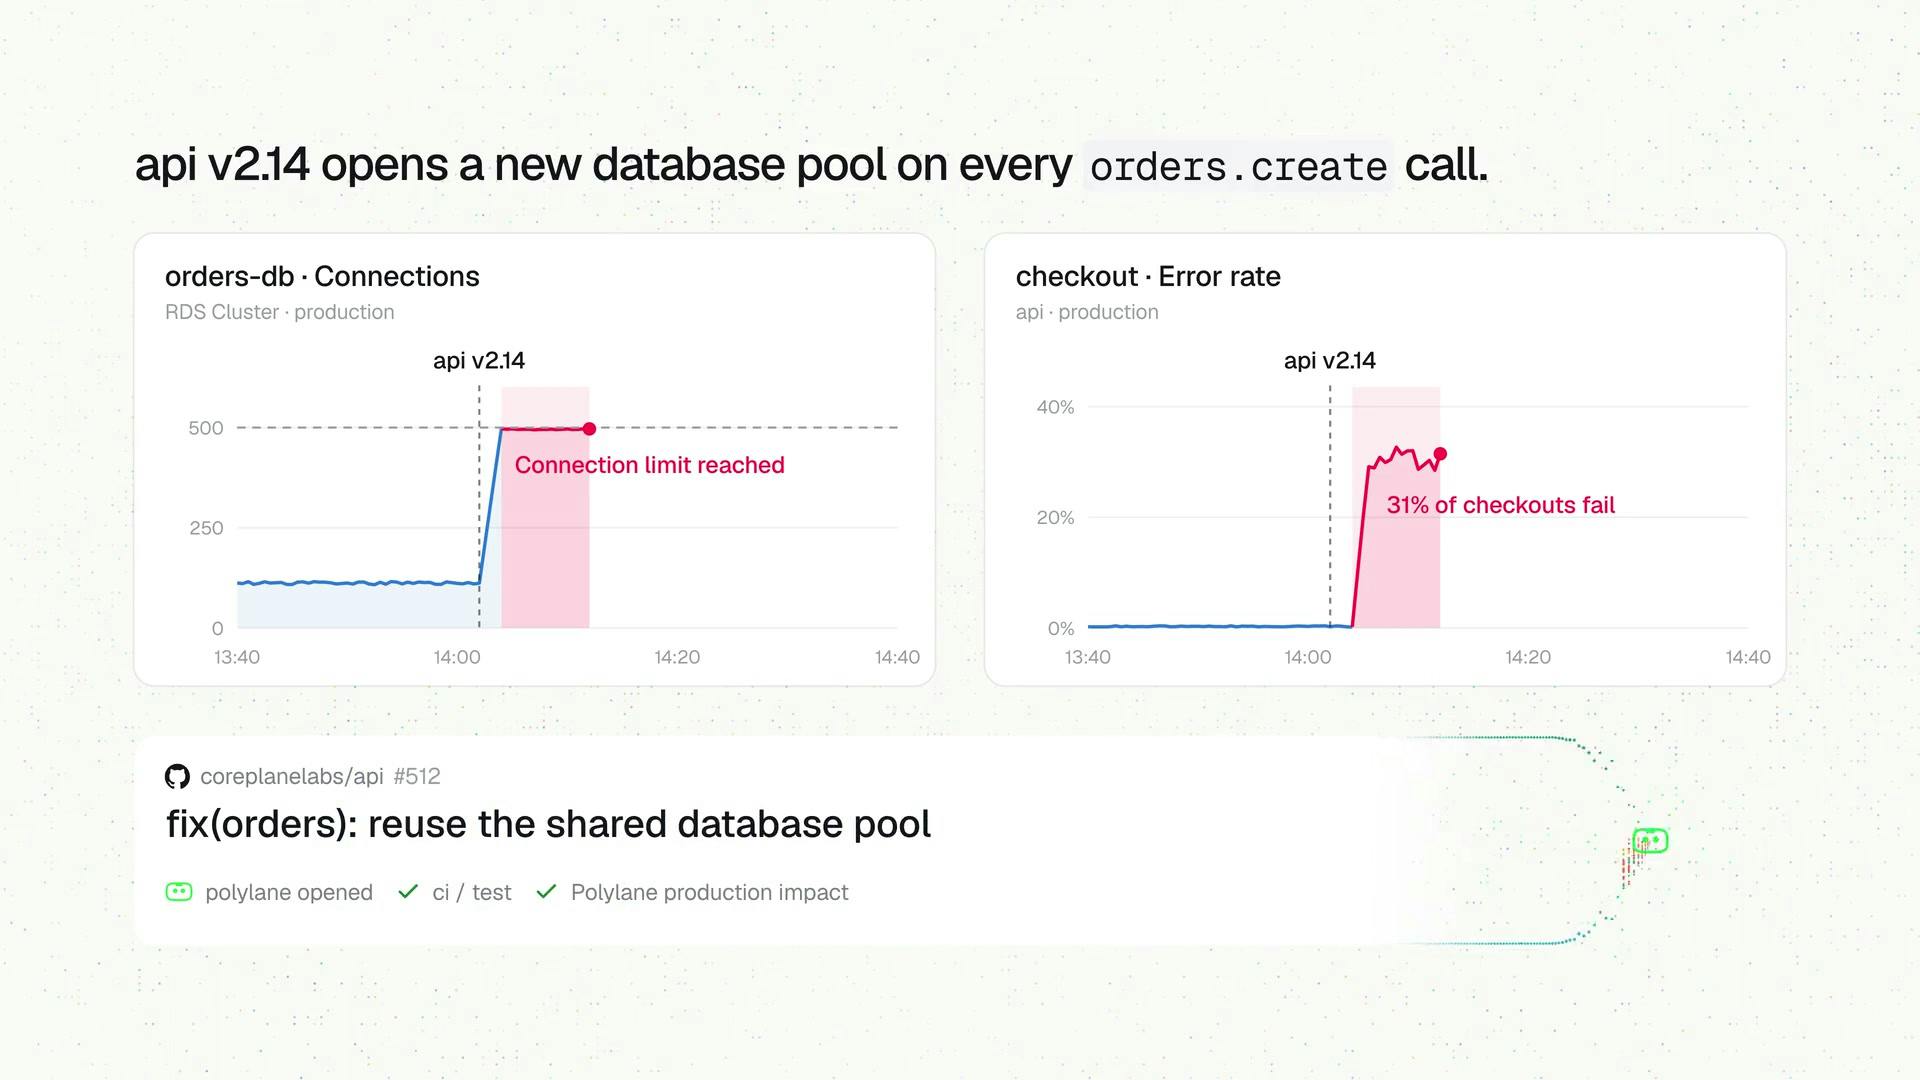 api v2.14 opens a new database pool on every orders.create call.
orders-db · Connections
RDS Cluster · production
api v2.14
500
Connection limit reached
250
0
13:40 14:00 14:20 14:40
checkout · Error rate
api · production
api v2.14
40%
31% of checkouts fail
20%
0%
13:40 14:00 14:20 14:40
coreplanelabs/api #512
fix(orders): reuse the shared database pool
polylane opened ci / test Polylane production impact